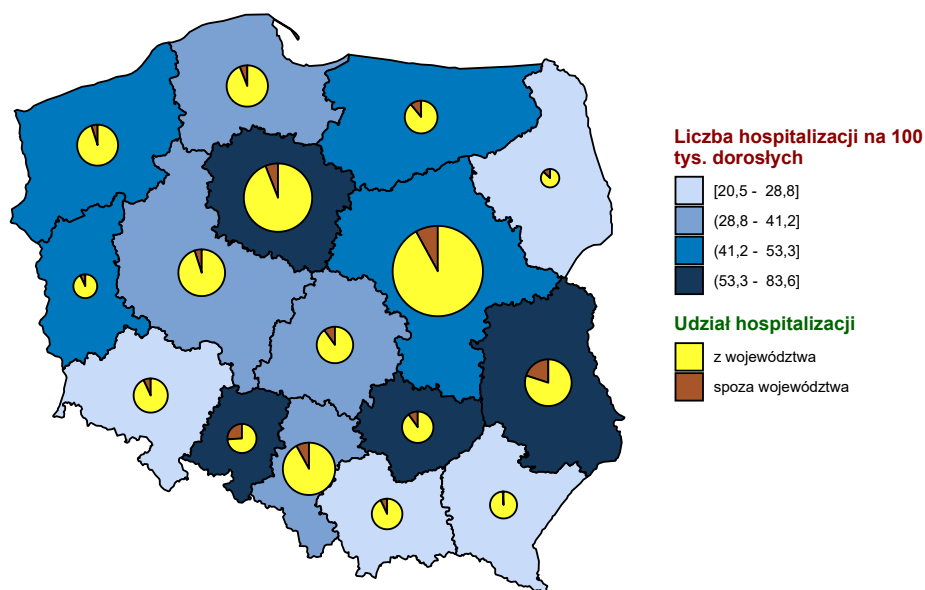 Liczba hospitalizacji na 100
tys. dorosłych
[20,5 - 28,8]
(28,8 - 41,2]
(41,2 - 53,3]
(53,3 - 83,6]
Udział hospitalizacji
z województwa
spoza województwa